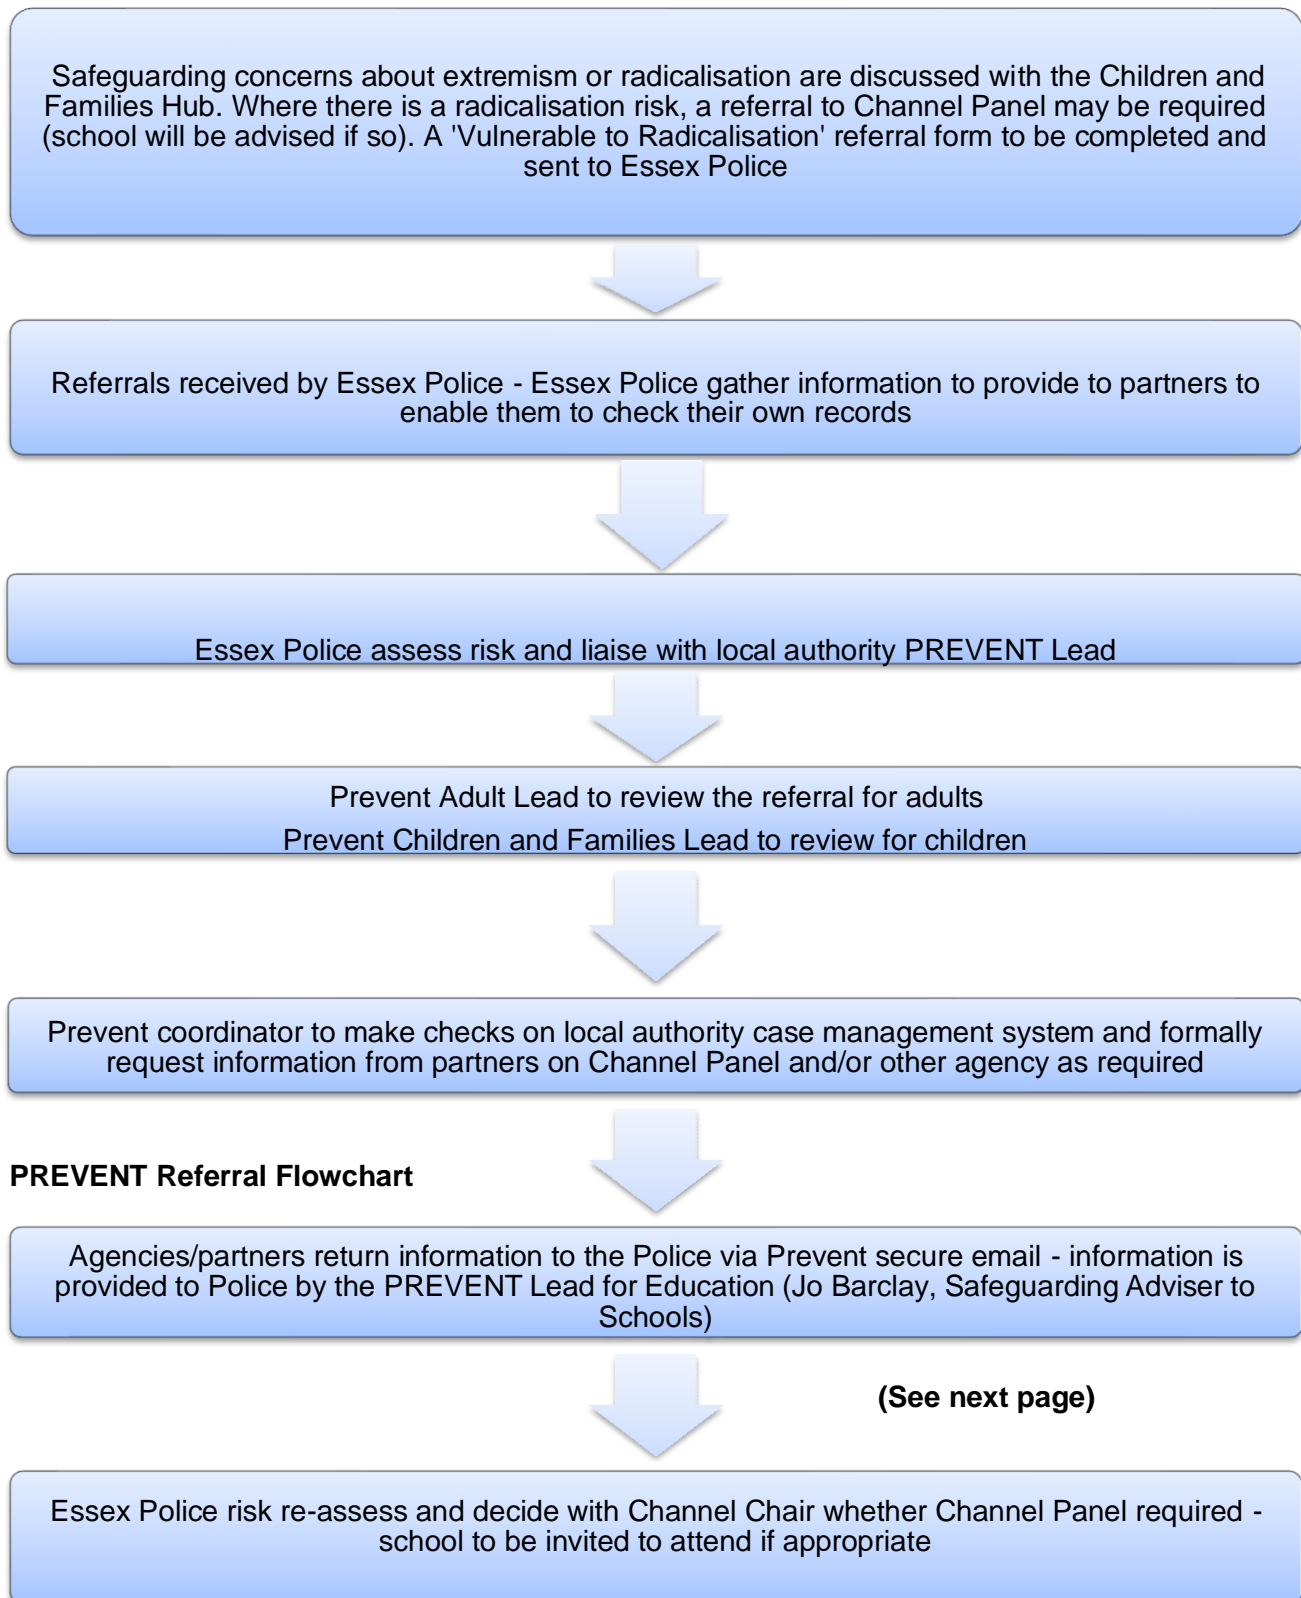 Safeguarding concerns about extremism or radicalisation are discussed with the Children and
Families Hub. Where there is a radicalisation risk, a referral to Channel Panel may be required
(school will be advised if so). A 'Vulnerable to Radicalisation' referral form to be completed and
sent to Essex Police
Referrals received by Essex Police - Essex Police gather information to provide to partners to
enable them to check their own records
Essex Police assess risk and liaise with local authority PREVENT Lead
Prevent Adult Lead to review the referral for adults
Prevent Children and Families Lead to review for children
Prevent coordinator to make checks on local authority case management system and formally
request information from partners on Channel Panel and/or other agency as required
PREVENT Referral Flowchart
Agencies/partners return information to the Police via Prevent secure email - information is
provided to Police by the PREVENT Lead for Education (Jo Barclay, Safeguarding Adviser to
Schools)
(See next page)
Essex Police risk re-assess and decide with Channel Chair whether Channel Panel required -
school to be invited to attend if appropriate